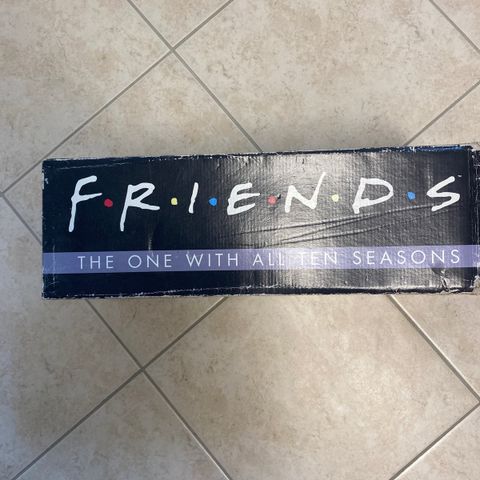 F·R·I·E·N·D·S
THE ONE WITH ALL TEN SEASONS